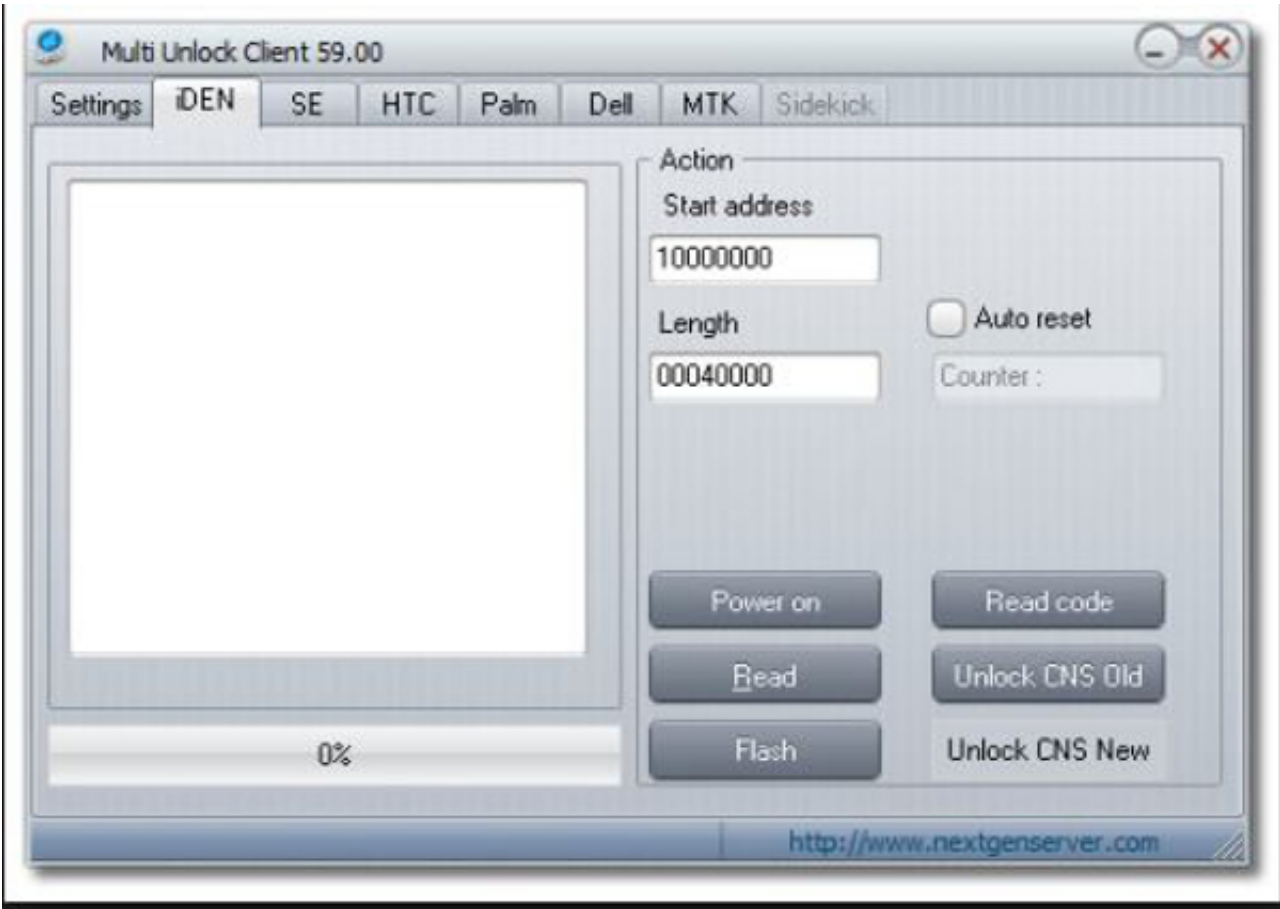 Multi Unlock Client 59.00
Settings iDEN SE HTC Palm Dell MTK Sidekick
Action
Start address
10000000
Length
Auto reset
00040000
Counter :
Power on
Read code
Read
Unlock CNS Old
Flash
Unlock CNS New
0%
http://www.nextgenserver.com